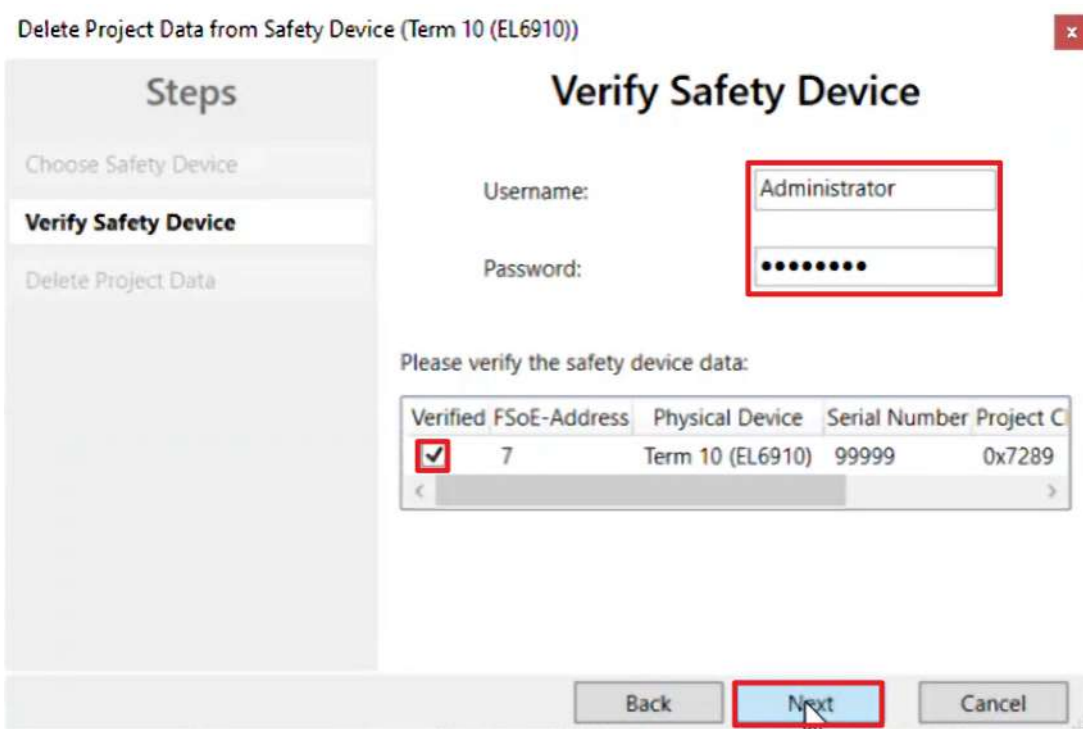 Delete Project Data from Safety Device (Term 10 (EL6910))
x
Steps
Choose Safety Device
Verify Safety Device
Delete Project Data
Verify Safety Device
Username: Administrator
Password: ●●●●●●●●
Please verify the safety device data:
Verified FSoE-Address Physical Device Serial Number Project C
7 Term 10 (EL6910) 99999 0x7289
Back Next Cancel